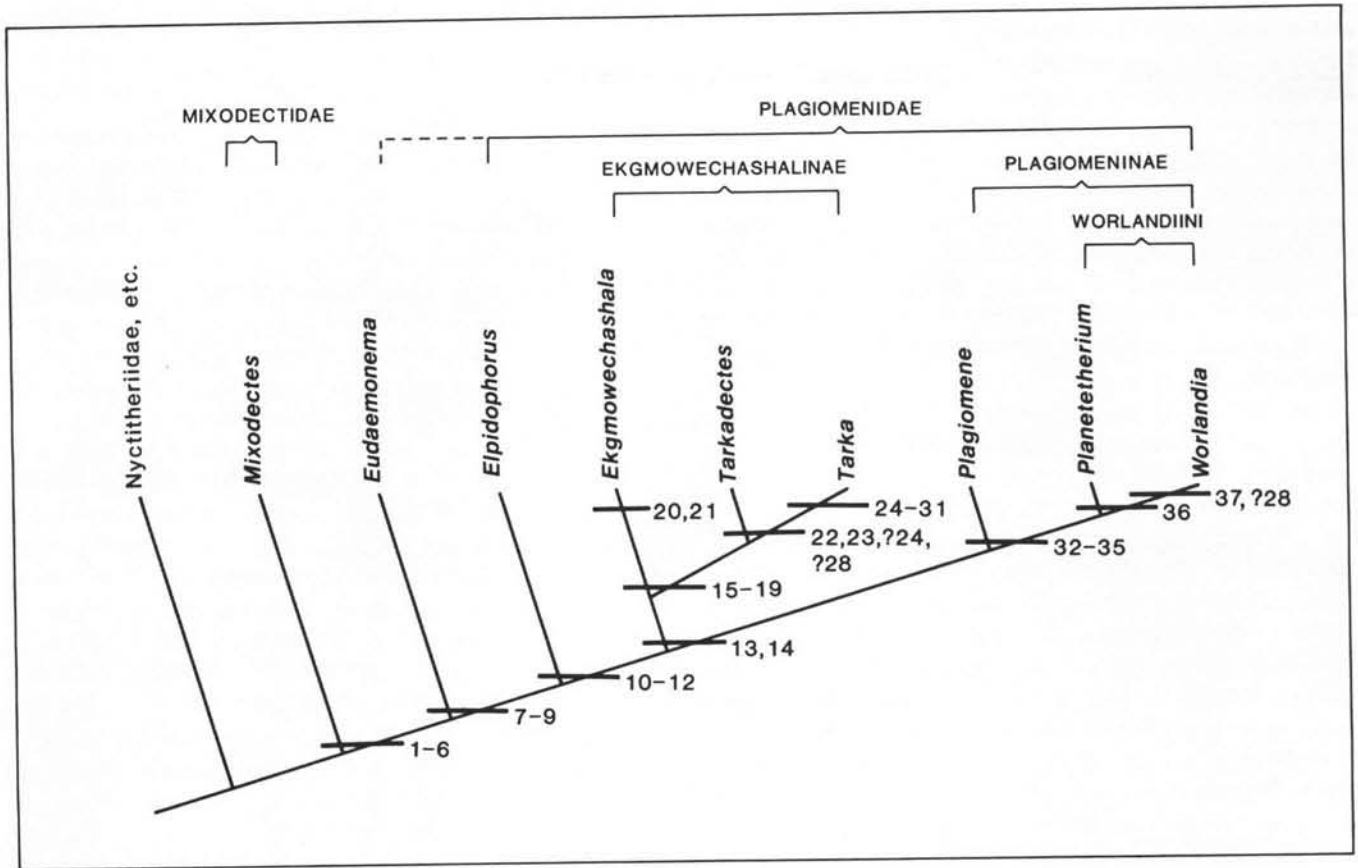 MIXODECTIDAE
PLAGIOMENIDAE
EKGMOWECHASHALINAE
PLAGIOMENINAE
WORLANDIINI
Nyctitheriidae, etc.
Mixodectes
Eudaemonema
Elpidophorus
Ekgmowechashala
Tarkadectes
Tarka
Plagiomene
Planetetherium
Worlandia
20,21
24-31
37,?28
36
22,23,?24,
?28
32-35
15-19
13,14
10-12
7-9
1-6